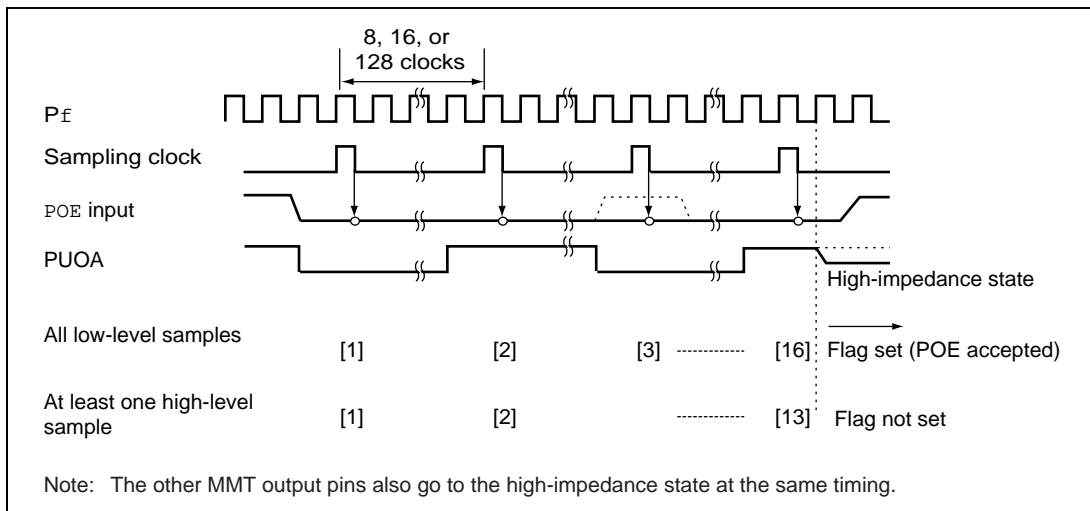 8, 16, or
128 clocks
Pf
Sampling clock
POE input
PUOA
High-impedance state
All low-level samples
[1] [2] [3] [16] Flag set (POE accepted)
At least one high-level
sample
[1] [2] [13] Flag not set
Note: The other MMT output pins also go to the high-impedance state at the same timing.